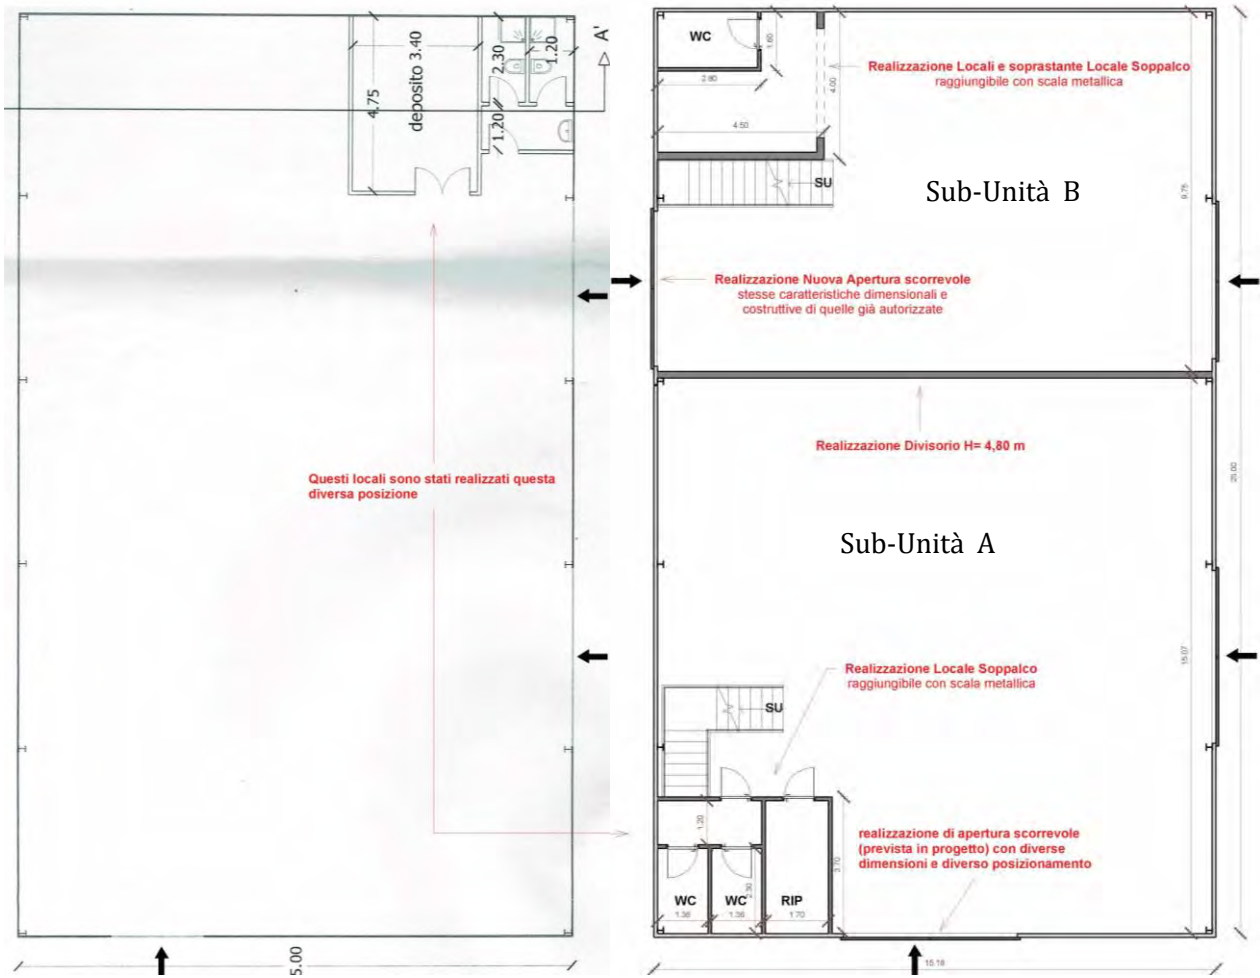 deposito 3.40
4.75
2.30
1.20
1.20
A'
Questi locali sono stati realizzati questa
diversa posizione
5.00
WC
1.60
2.80
4.00
4.50
SU
Realizzazione Locali e soprastante Locale Soppalco
raggiungibile con scala metallica
Sub-Unità B
9.75
Realizzazione Nuova Apertura scorrevole
stesse caratteristiche dimensionali e
costruttive di quelle già autorizzate
Realizzazione Divisorio H= 4,80 m
25.00
Sub-Unità A
15.07
Realizzazione Locale Soppalco
raggiungibile con scala metallica
SU
1.20
realizzazione di apertura scorrevole
(prevista in progetto) con diverse
dimensioni e diverso posizionamento
3.70
2.30
WC
WC
RIP
1.36
1.36
1.70
15.18